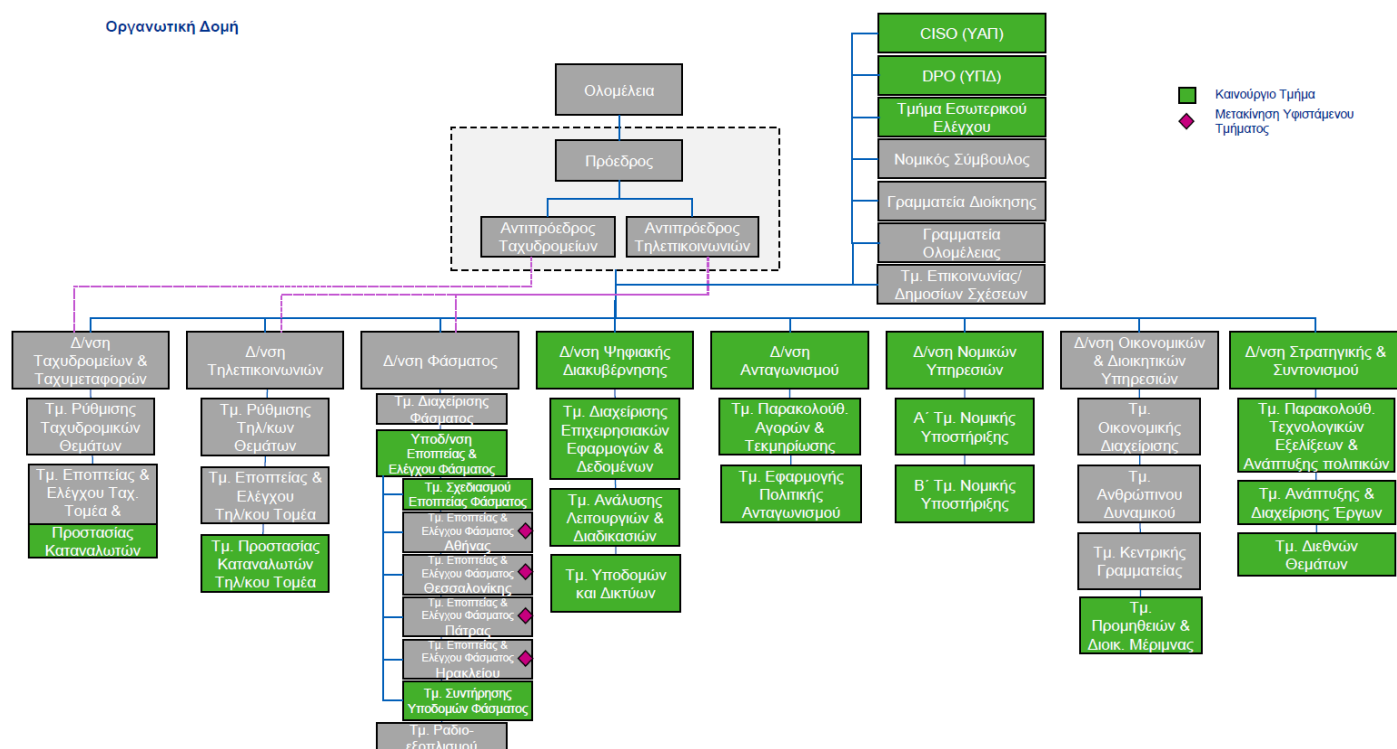 Οργανωτική Δομή
CISO (ΥΑΠ)
DPO (ΥΠΔ)
Τμήμα Εσωτερικού
Ελέγχου
Νομικός Σύμβουλος
Γραμματεία Διοίκησης
Γραμματεία
Ολομέλειας
Τμ. Επικοινωνίας/
Δημοσίων Σχέσεων
Καινούργιο Τμήμα
Μετακίνηση Υφιστάμενου
Τμήματος
Ολομέλεια
Πρόεδρος
Αντιπρόεδρος
Ταχυδρομείων
Αντιπρόεδρος
Τηλεπικοινωνιών
Δ/νση
Ταχυδρομείων &
Ταχυμεταφορών
Τμ. Ρύθμισης
Ταχυδρομικών
Θεμάτων
Τμ. Εποπτείας &
Ελέγχου Ταχ.
Τομέα &
Προστασίας
Καταναλωτών
Δ/νση
Τηλεπικοινωνιών
Τμ. Ρύθμισης
Τηλ/κων
Θεμάτων
Τμ. Εποπτείας &
Ελέγχου
Τηλ/κού Τομέα
Τμ. Προστασίας
Καταναλωτών
Τηλ/κου Τομέα
Δ/νση Φάσματος
Τμ. Διαχείρισης
Φάσματος
Υποδ/νση
Εποπτείας &
Ελέγχου Φάσματος
Τμ. Σχεδιασμού
Εποπτείας Φάσματος
Τμ. Εποπτείας &
Ελέγχου Φάσματος
Αθήνας
Τμ. Εποπτείας &
Ελέγχου Φάσματος
Θεσσαλονίκης
Τμ. Εποπτείας &
Ελέγχου Φάσματος
Πάτρας
Τμ. Εποπτείας &
Ελέγχου Φάσματος
Ηρακλείου
Τμ. Συντήρησης
Υποδομών Φάσματος
Τμ. Ραδιο-
εξοπλισμού
Δ/νση Ψηφιακής
Διακυβέρνησης
Τμ. Διαχείρισης
Επιχειρησιακών
Εφαρμογών &
Δεδομένων
Τμ. Ανάλυσης
Λειτουργιών &
Διαδικασιών
Τμ. Υποδομών
και Δικτύων
Δ/νση
Ανταγωνισμού
Τμ. Παρακολούθ.
Αγορών &
Τεκμηρίωσης
Τμ. Εφαρμογής
Πολιτικής
Ανταγωνισμού
Δ/νση Νομικών
Υπηρεσιών
Α΄ Τμ. Νομικής
Υποστήριξης
Β΄ Τμ. Νομικής
Υποστήριξης
Δ/νση Οικονομικών
& Διοικητικών
Υπηρεσιών
Τμ.
Οικονομικής
Διαχείρισης
Τμ.
Ανθρώπινου
Δυναμικού
Τμ. Κεντρικής
Γραμματείας
Τμ.
Προμηθειών &
Διοικ. Μέριμνας
Δ/νση Στρατηγικής &
Συντονισμού
Τμ. Παρακολούθ.
Τεχνολογικών
Εξελίξεων &
Ανάπτυξης πολιτικών
Τμ. Ανάπτυξης &
Διαχείρισης Έργων
Τμ. Διεθνών
Θεμάτων